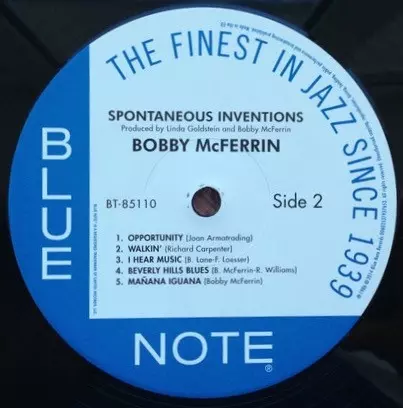 THE FINEST IN JAZZ SINCE 1939
SPONTANEOUS INVENTIONS
Produced by Linda Goldstein and Bobby McFerrin
BOBBY McFERRIN
BT-85110
Side 2
1. OPPORTUNITY (Joan Armatrading)
2. WALKIN' (Richard Carpenter)
3. I HEAR MUSIC (B. Lane-F. Loesser)
4. BEVERLY HILLS BLUES (B. McFerrin-R. Williams)
5. MAÑANA IGUANA (Bobby McFerrin)
BLUE
NOTE®